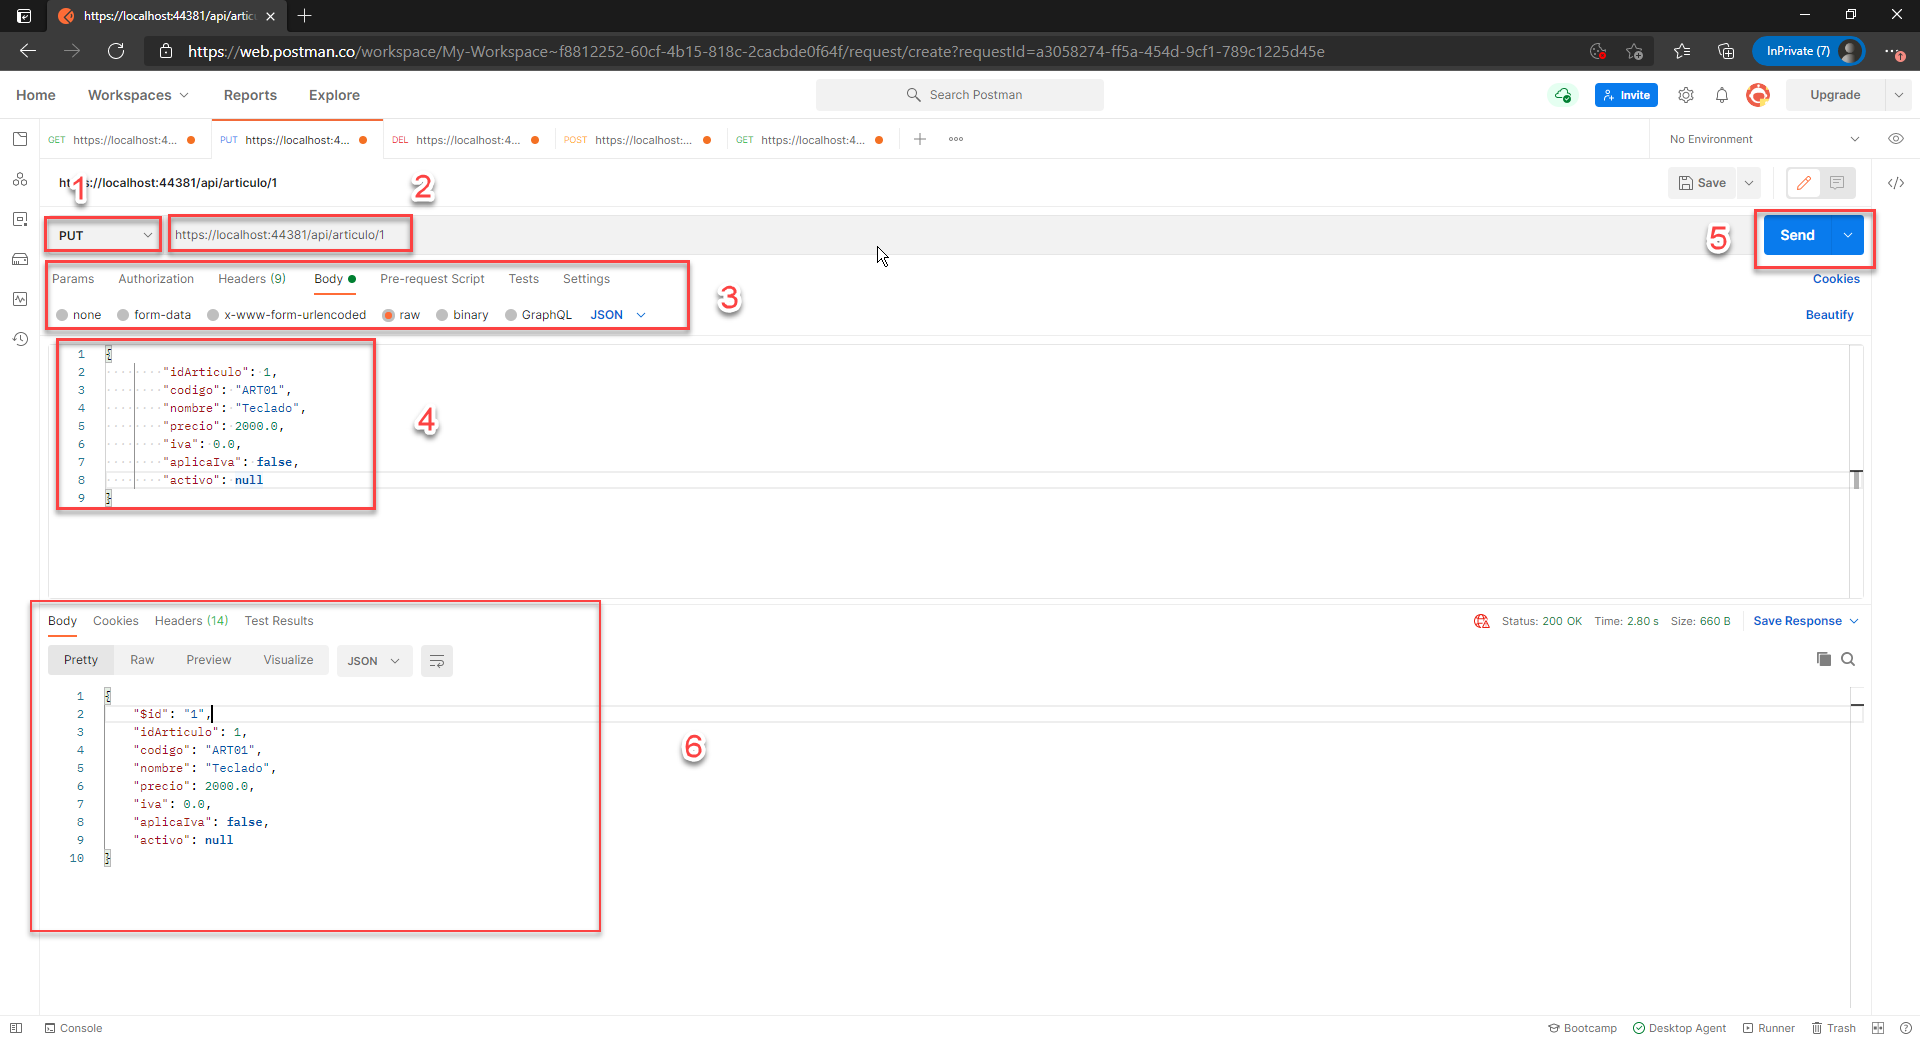 https://localhost:44381/api/artic
https://web.postman.co/workspace/My-Workspace~f8812252-60cf-4b15-818c-2cacbde0f64f/request/create?requestId=a3058274-ff5a-454d-9cf1-789c1225d45e
InPrivate (7)
Home Workspaces Reports Explore Search Postman Invite Upgrade
GET https://localhost:4... PUT https://localhost:4... DEL https://localhost:4... POST https://localhost:... GET https://localhost:4... No Environment
https://localhost:44381/api/articulo/1 Save
1 2
PUT https://localhost:44381/api/articulo/1 5 Send
Params Authorization Headers (9) Body Pre-request Script Tests Settings Cookies
3
none form-data x-www-form-urlencoded raw binary GraphQL JSON Beautify
1 {
2 "idArticulo": 1,
3 "codigo": "ART01",
4 "nombre": "Teclado",
5 "precio": 2000.0,
6 "iva": 0.0,
7 "aplicaIva": false,
8 "activo": null
9 }
4
Body Cookies Headers (14) Test Results Status: 200 OK Time: 2.80 s Size: 660 B Save Response
Pretty Raw Preview Visualize JSON
1 {
2 "$id": "1",
3 "idArticulo": 1,
4 "codigo": "ART01",
5 "nombre": "Teclado",
6 "precio": 2000.0,
7 "iva": 0.0,
8 "aplicaIva": false,
9 "activo": null
10 }
6
Console Bootcamp Desktop Agent Runner Trash